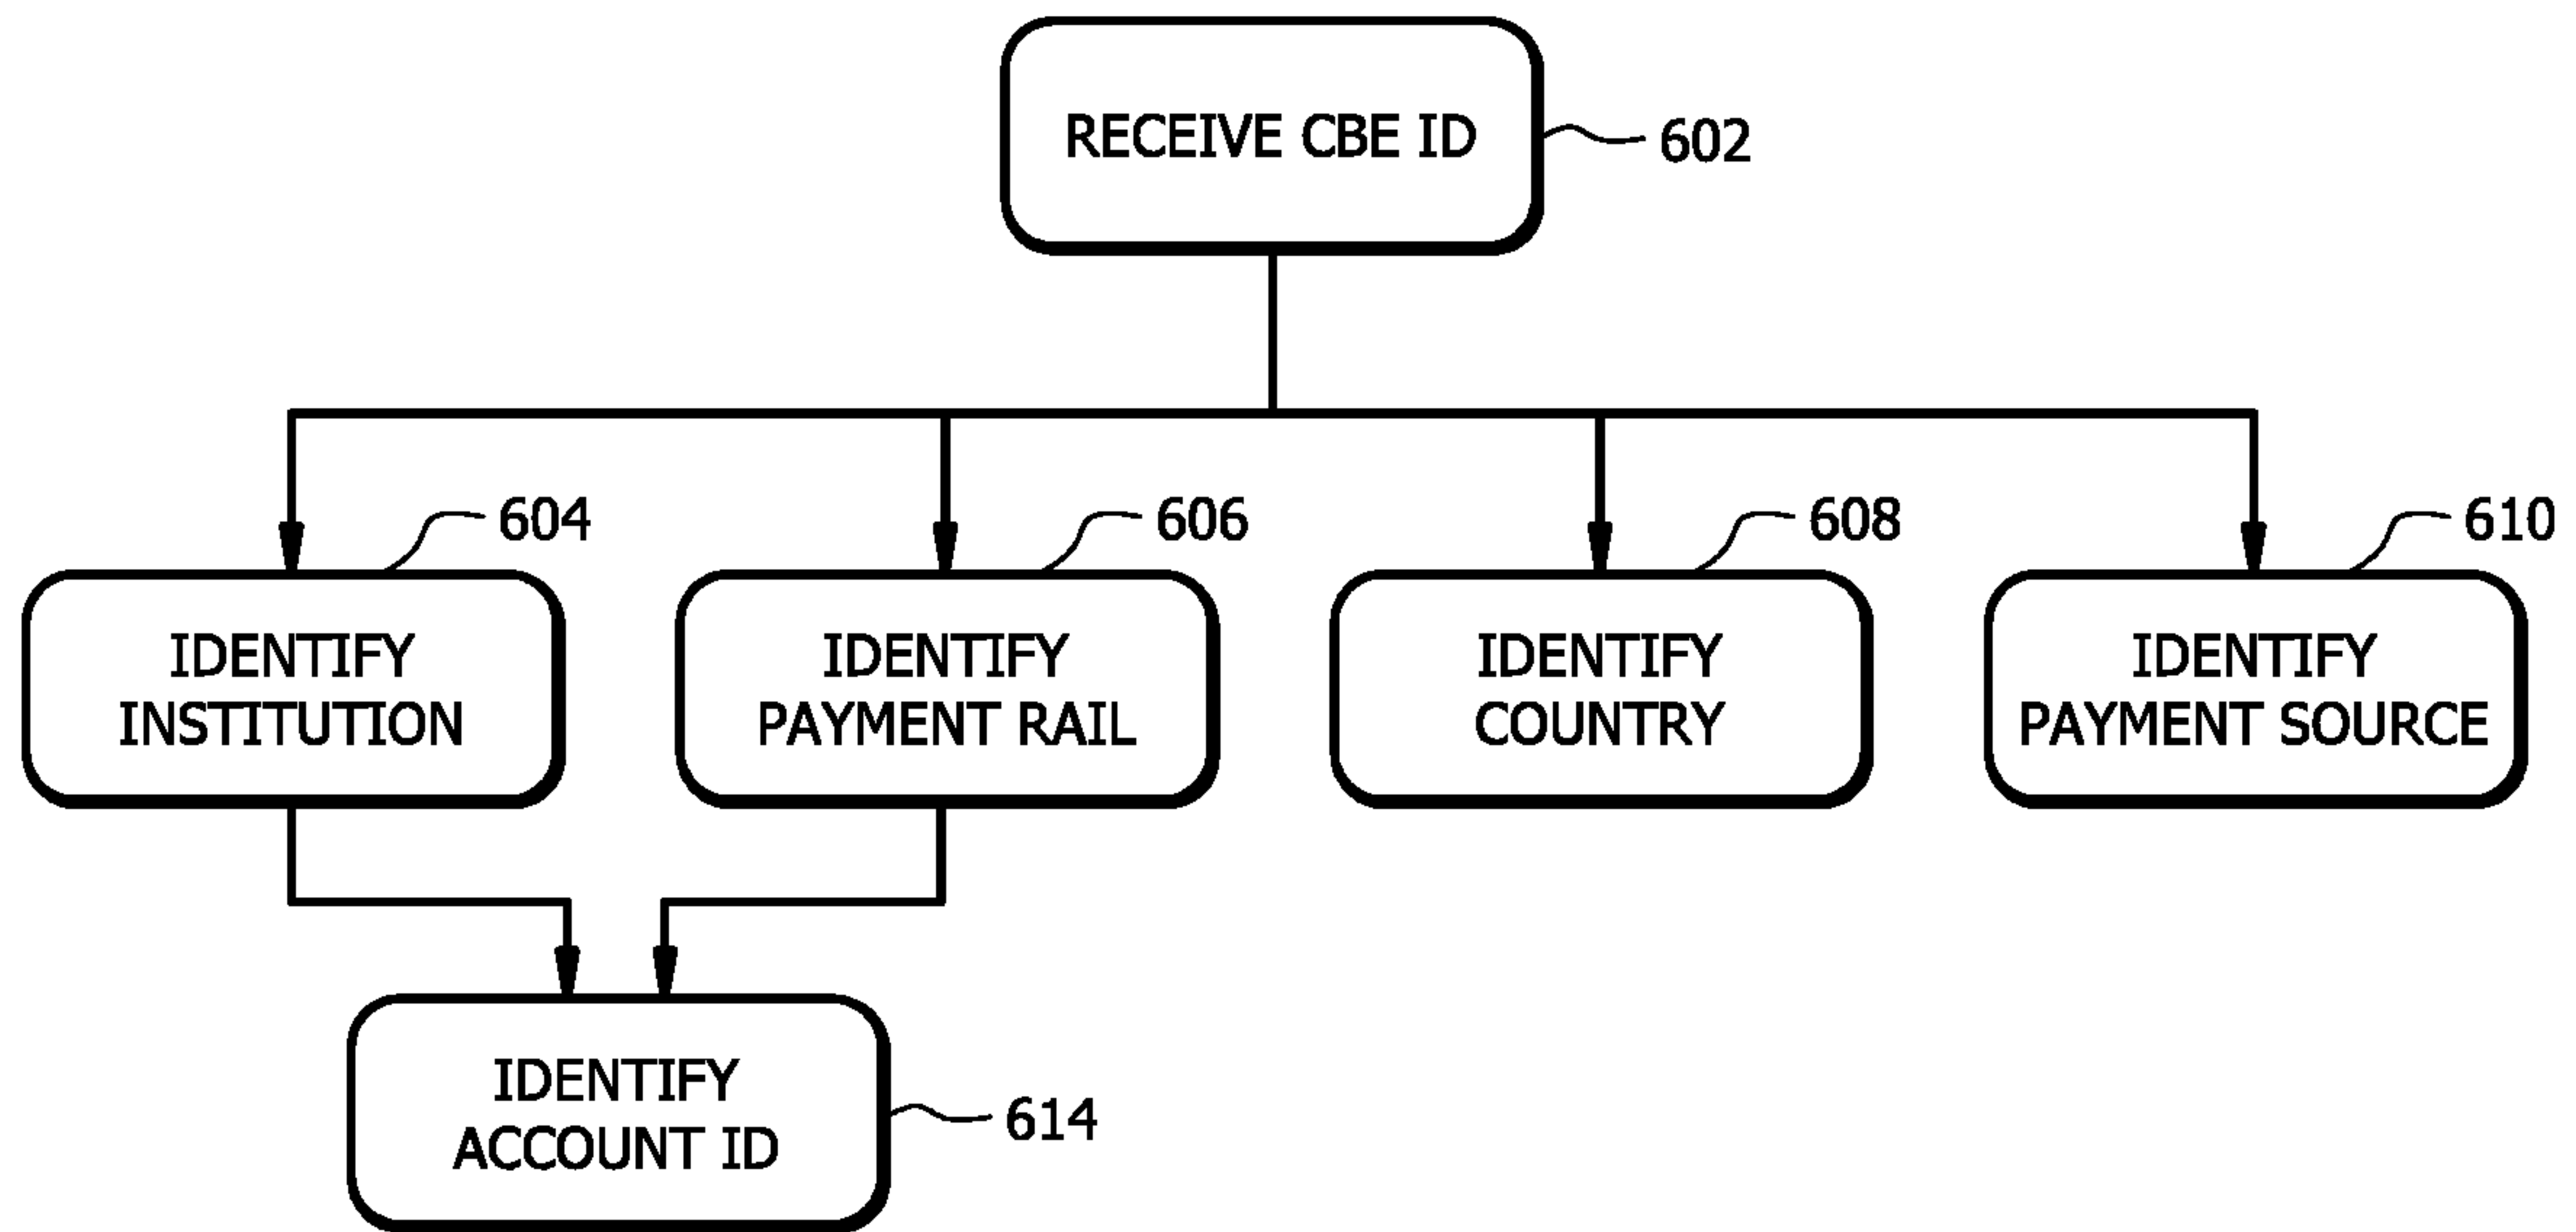 RECEIVE CBE ID
602
604
606
608
610
IDENTIFY
INSTITUTION
IDENTIFY
PAYMENT RAIL
IDENTIFY
COUNTRY
IDENTIFY
PAYMENT SOURCE
IDENTIFY
ACCOUNT ID
614